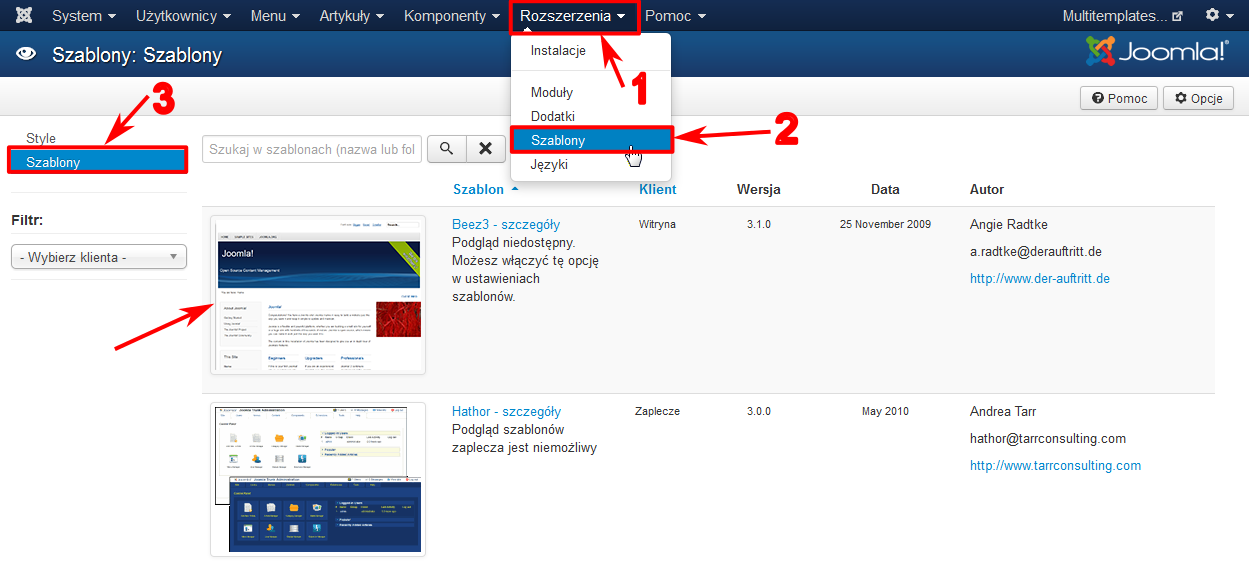 System Użytkownicy Menu Artykuły Komponenty Rozszerzenia Pomoc Multitemplates...
Szablony: Szablony
Joomla!®
Instalacje
Moduły
Dodatki
Szablony
Języki
1
2
3
Pomoc Opcje
Style
Szablony
Filtr:
- Wybierz klienta -
Szukaj w szablonach (nazwa lub fol
Szablon Klient Wersja Data Autor
Joomla!
Open Source Content Management
Beez3 - szczegóły
Podgląd niedostępny.
Możesz włączyć tę opcję
w ustawieniach
szablonów.
Witryna
3.1.0
25 November 2009
Angie Radtke
a.radtke@derauftritt.de
http://www.der-auftritt.de
Hathor - szczegóły
Podgląd szablonów
zaplecza jest niemożliwy
Zaplecze
3.0.0
May 2010
Andrea Tarr
hathor@tarrconsulting.com
http://www.tarrconsulting.com